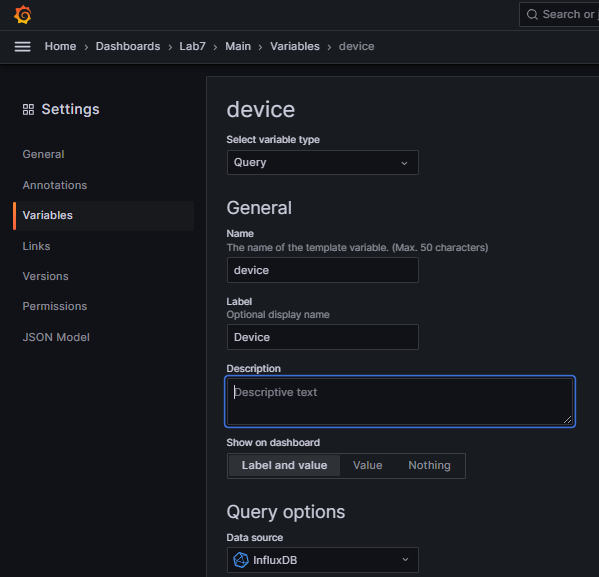 Search or
Home › Dashboards › Lab7 › Main › Variables › device
Settings
General
Annotations
Variables
Links
Versions
Permissions
JSON Model
device
Select variable type
Query
General
Name
The name of the template variable. (Max. 50 characters)
device
Label
Optional display name
Device
Description
Descriptive text
Show on dashboard
Label and value Value Nothing
Query options
Data source
InfluxDB